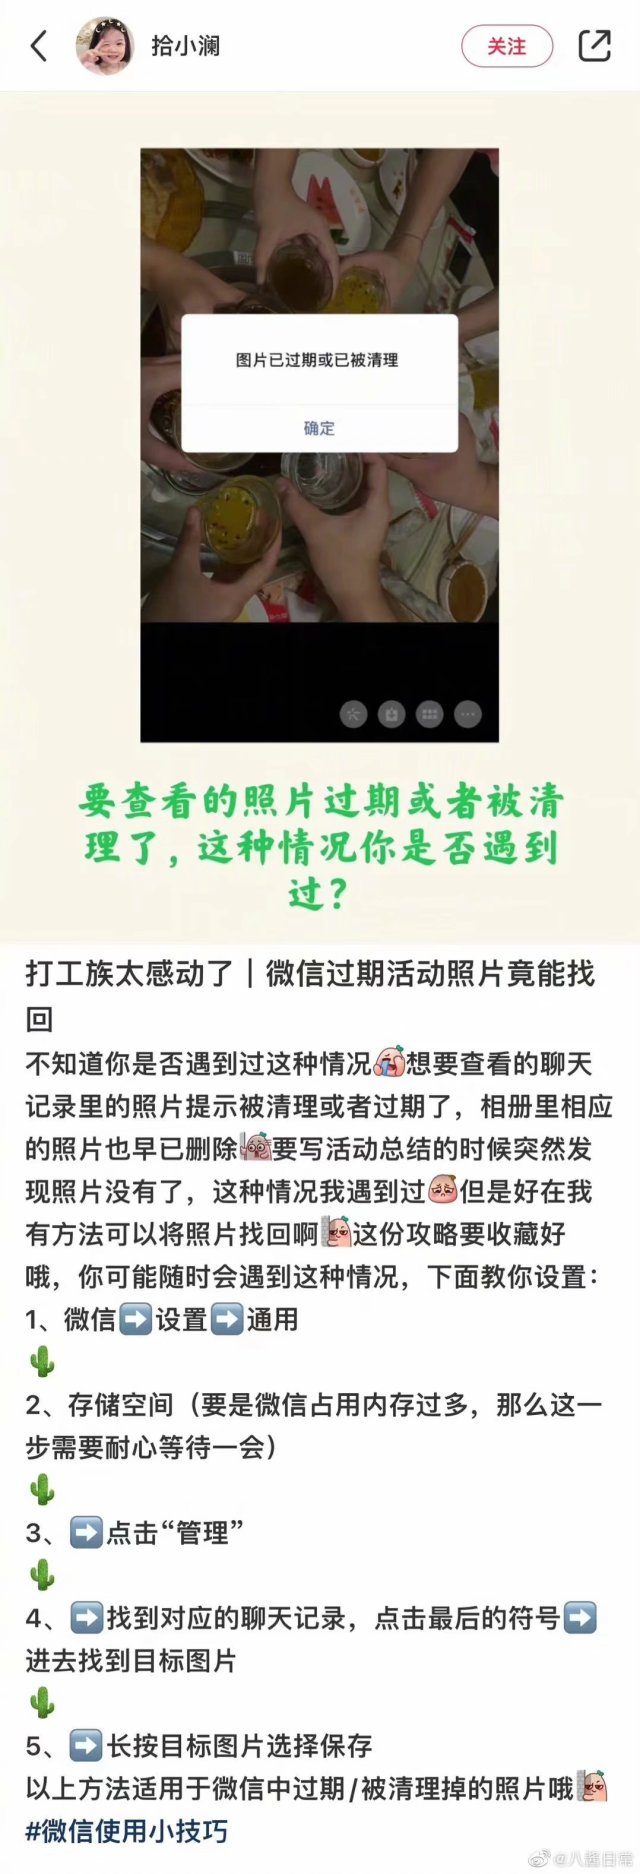 拾小澜
关注
图片已过期或已被清理
确定
要查看的照片过期或者被清
理了，这种情况你是否遇到
过？
打工族太感动了｜微信过期活动照片竟能找
回
不知道你是否遇到过这种情况😭想要查看的聊天
记录里的照片提示被清理或者过期了，相册里相应
的照片也早已删除要写活动总结的时候突然发
现照片没有了，这种情况我遇到过但是好在我
有方法可以将照片找回啊这份攻略要收藏好
哦，你可能随时会遇到这种情况，下面教你设置：
1、微信➡️设置➡️通用
🌵
2、存储空间（要是微信占用内存过多，那么这一
步需要耐心等待一会）
🌵
3、➡️点击“管理”
🌵
4、➡️找到对应的聊天记录，点击最后的符号➡️
进去找到目标图片
🌵
5、➡️长按目标图片选择保存
以上方法适用于微信中过期/被清理掉的照片哦
#微信使用小技巧
@八酱日常